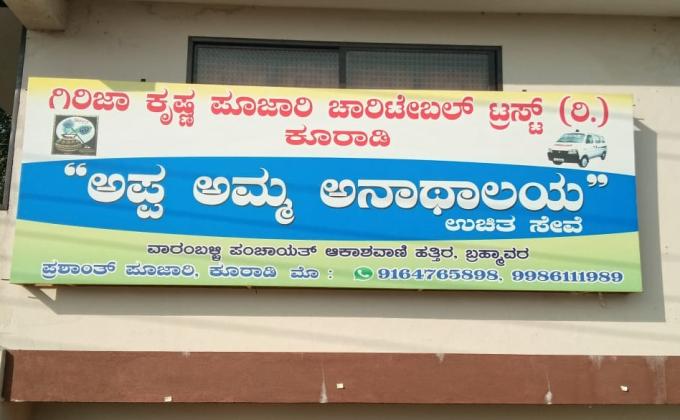 ಗಿರಿಜಾ ಕೃಷ್ಣ ಪೂಜಾರಿ ಚಾರಿಟೇಬಲ್ ಟ್ರಸ್ಟ್ (ರಿ.)
ಕೂರಾಡಿ
“ಅಪ್ಪ ಅಮ್ಮ ಅನಾಥಾಲಯ”
ಉಚಿತ ಸೇವೆ
ವಾರಂಬಳ್ಳಿ ಪಂಚಾಯತ್ ಆಕಾಶವಾಣಿ ಹತ್ತಿರ, ಬ್ರಹ್ಮಾವರ
ಪ್ರಶಾಂತ್ ಪೂಜಾರಿ, ಕೂರಾಡಿ ಮೊ : 9164765898, 9986111989